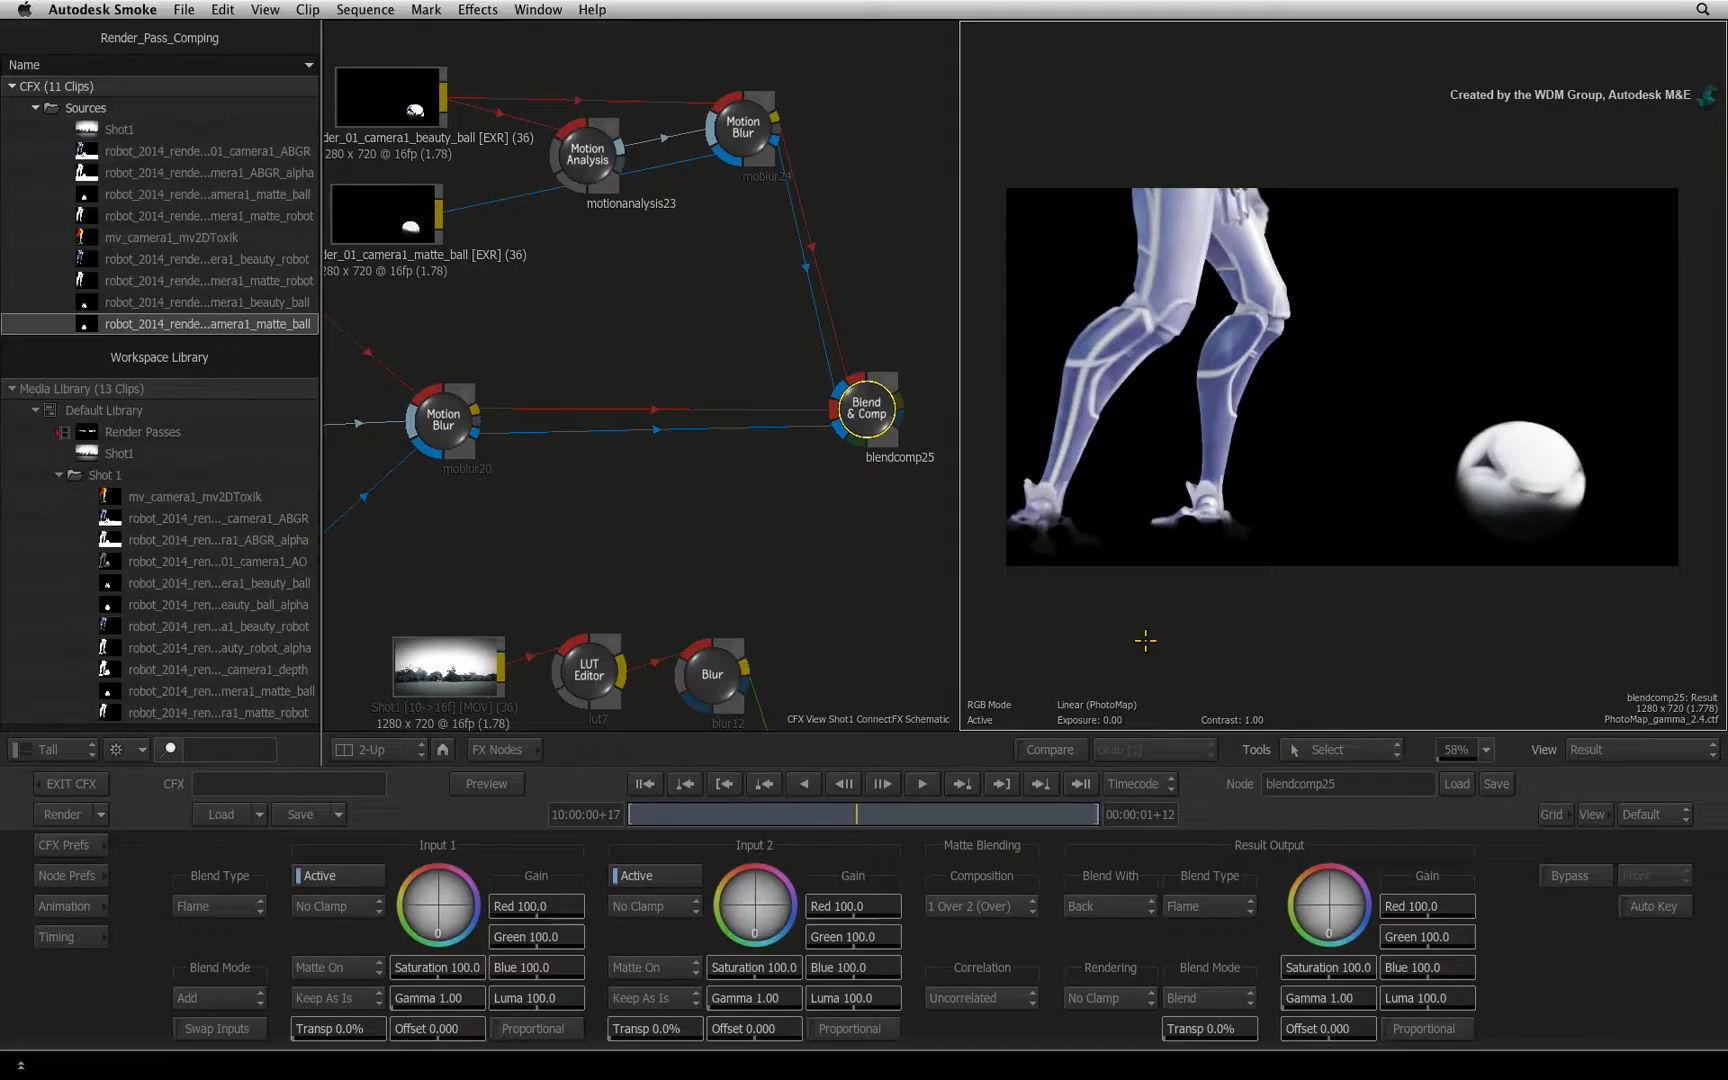 Autodesk Smoke File Edit View Clip Sequence Mark Effects Window Help
Render_Pass_Comping
Name
CFX (11 Clips)
Sources
Shot1
robot_2014_rende...01_camera1_ABGR
robot_2014_rende...mera1_ABGR_alpha
robot_2014_rende...amera1_matte_ball
robot_2014_rende...mera1_matte_robot
mv_camera1_mv2DToxik
robot_2014_rende...era1_beauty_robot
robot_2014_rende...mera1_matte_robot
robot_2014_rende...mera1_beauty_ball
robot_2014_rende...amera1_matte_ball
Workspace Library
Media Library (13 Clips)
Default Library
Render Passes
Shot1
Shot 1
mv_camera1_mv2DToxik
robot_2014_ren..._camera1_ABGR
robot_2014_ren...ra1_ABGR_alpha
robot_2014_ren...01_camera1_AO
robot_2014_ren...era1_beauty_ball
robot_2014_ren...eauty_ball_alpha
robot_2014_ren...a1_beauty_robot
robot_2014_ren...auty_robot_alpha
robot_2014_ren..._camera1_depth
robot_2014_ren...mera1_matte_ball
robot_2014_ren...ra1_matte_robot
der_01_camera1_beauty_ball [EXR] (36)
280 x 720 @ 16fp (1.78)
Motion Analysis
motionanalysis23
Motion Blur
moblur24
der_01_camera1_matte_ball [EXR] (36)
280 x 720 @ 16fp (1.78)
Motion Blur
moblur20
Blend & Comp
blendcomp25
LUT Editor
lut7
Blur
blur12
Shot1 [10->16f] [MOV] (36)
1280 x 720 @ 16fp (1.78)
CFX View Shot1 ConnectFX Schematic
Created by the WDM Group, Autodesk M&E
RGB Mode Linear (PhotoMap)
Active Exposure: 0.00 Contrast: 1.00
blendcomp25: Result
1280 x 720 (1.778)
PhotoMap_gamma_2.4.ctf
Tall 2-Up FX Nodes Compare Grab [1] Tools Select 58% View Result
EXIT CFX CFX Preview Timecode Node blendcomp25 Load Save
Render Load Save 10:00:00+17 00:00:01+12 Grid View Default
CFX Prefs Input 1 Input 2 Matte Blending Result Output
Node Prefs Blend Type Active Gain Active Gain Composition Blend With Blend Type Gain Bypass Front
Animation Flame No Clamp Red 100.0 No Clamp Red 100.0 1 Over 2 (Over) Back Flame Red 100.0 Auto Key
Timing 0 Green 100.0 0 Green 100.0 0 Green 100.0
Blend Mode Matte On Saturation 100.0 Blue 100.0 Matte On Saturation 100.0 Blue 100.0 Correlation Rendering Blend Mode Saturation 100.0 Blue 100.0
Add Keep As Is Gamma 1.00 Luma 100.0 Keep As Is Gamma 1.00 Luma 100.0 Uncorrelated No Clamp Blend Gamma 1.00 Luma 100.0
Swap Inputs Transp 0.0% Offset 0.000 Proportional Transp 0.0% Offset 0.000 Proportional Transp 0.0% Offset 0.000 Proportional